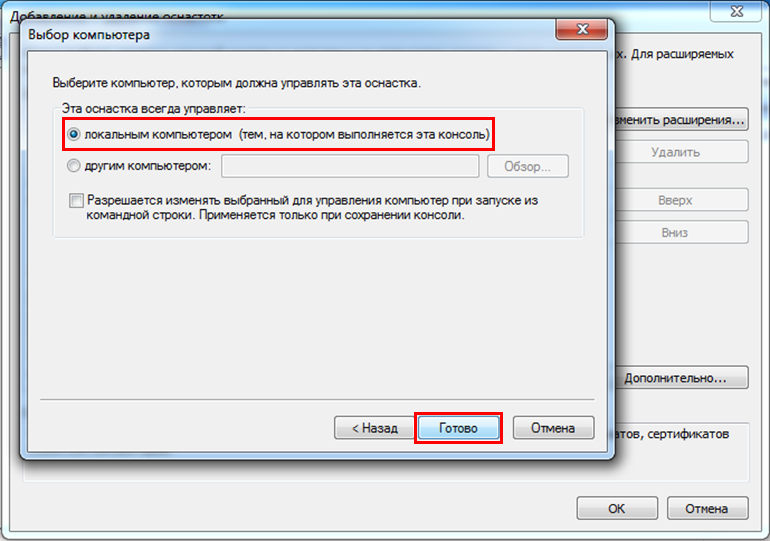 Добавление и удаление оснасток
Выбор компьютера
х. Для расширяемых
Выберите компьютер, которым должна управлять эта оснастка.
Эта оснастка всегда управляет:
локальным компьютером (тем, на котором выполняется эта консоль)
зменить расширения...
другим компьютером:
Обзор...
Удалить
Разрешается изменять выбранный для управления компьютер при запуске из
командной строки. Применяется только при сохранении консоли.
Вверх
Вниз
Дополнительно...
< Назад
Готово
Отмена
атов, сертификатов
OK
Отмена